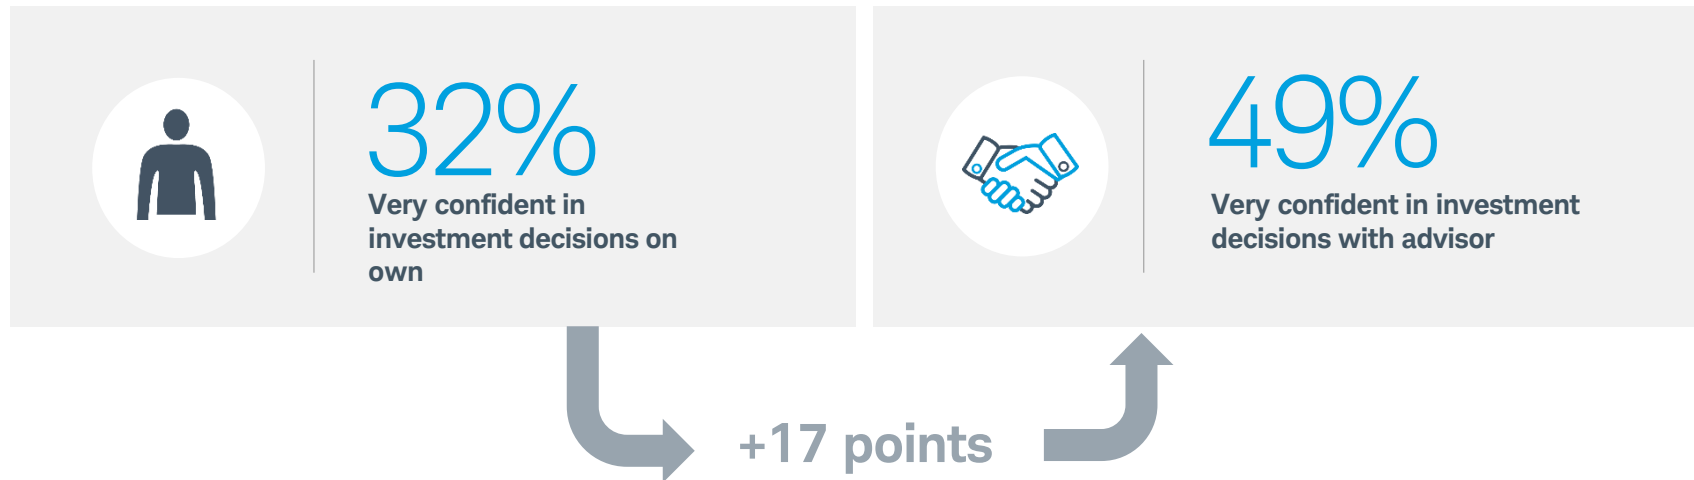 32%
Very confident in
investment decisions on
own
49%
Very confident in investment
decisions with advisor
+17 points